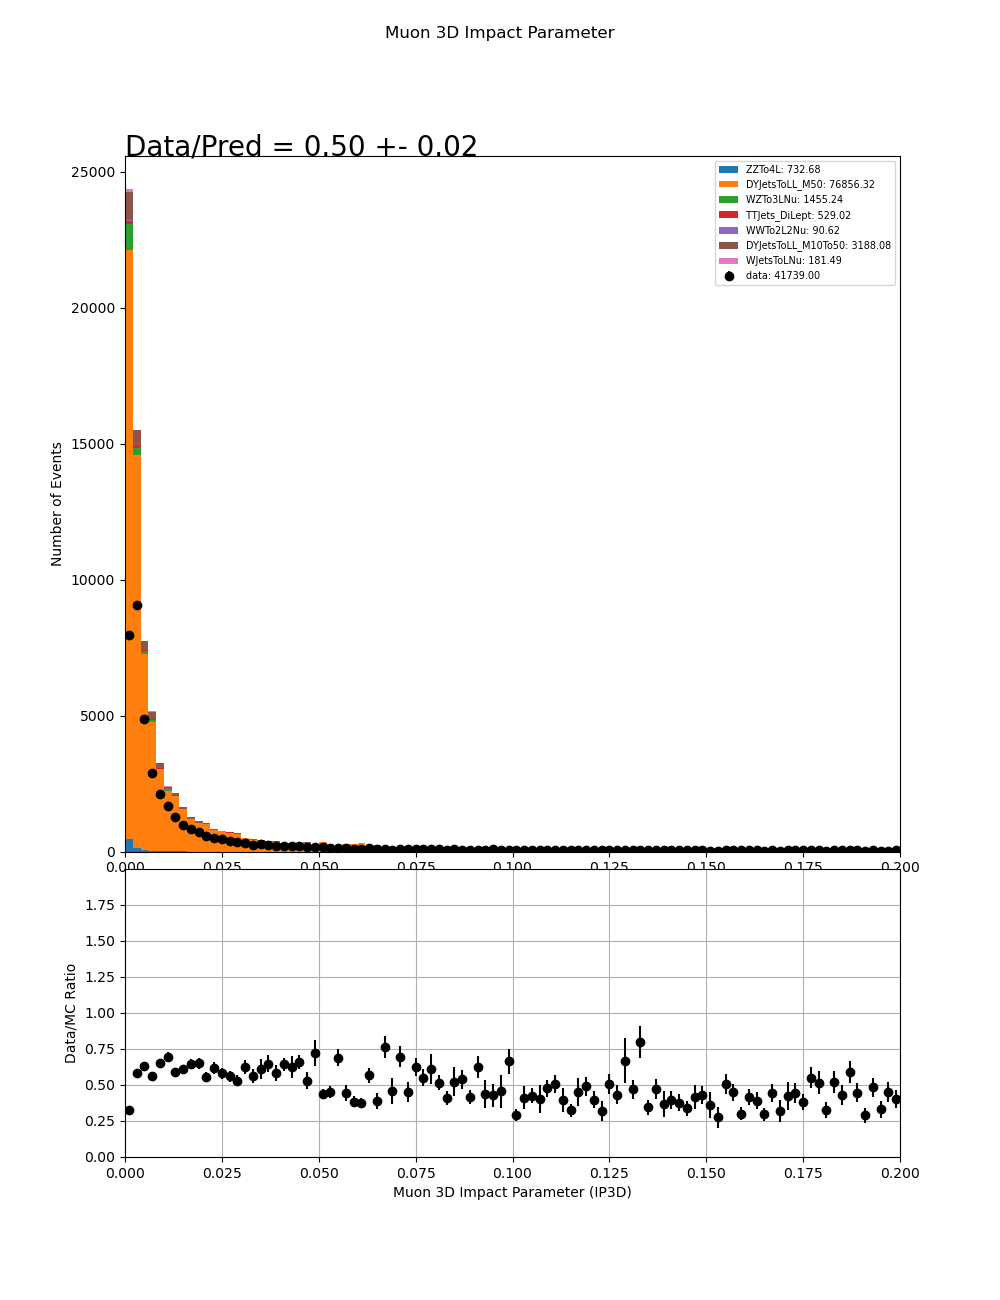 Muon 3D Impact Parameter
Data/Pred = 0.50 +- 0.02
ZZTo4L: 732.68
DYJetsToLL_M50: 76856.32
WZTo3LNu: 1455.24
TTJets_DiLept: 529.02
WWTo2L2Nu: 90.62
DYJetsToLL_M10To50: 3188.08
WJetsToLNu: 181.49
data: 41739.00
25000
20000
15000
10000
5000
0
Number of Events
0.000 0.025 0.050 0.075 0.100 0.125 0.150 0.175 0.200
1.75
1.50
1.25
1.00
0.75
0.50
0.25
0.00
Data/MC Ratio
0.000 0.025 0.050 0.075 0.100 0.125 0.150 0.175 0.200
Muon 3D Impact Parameter (IP3D)